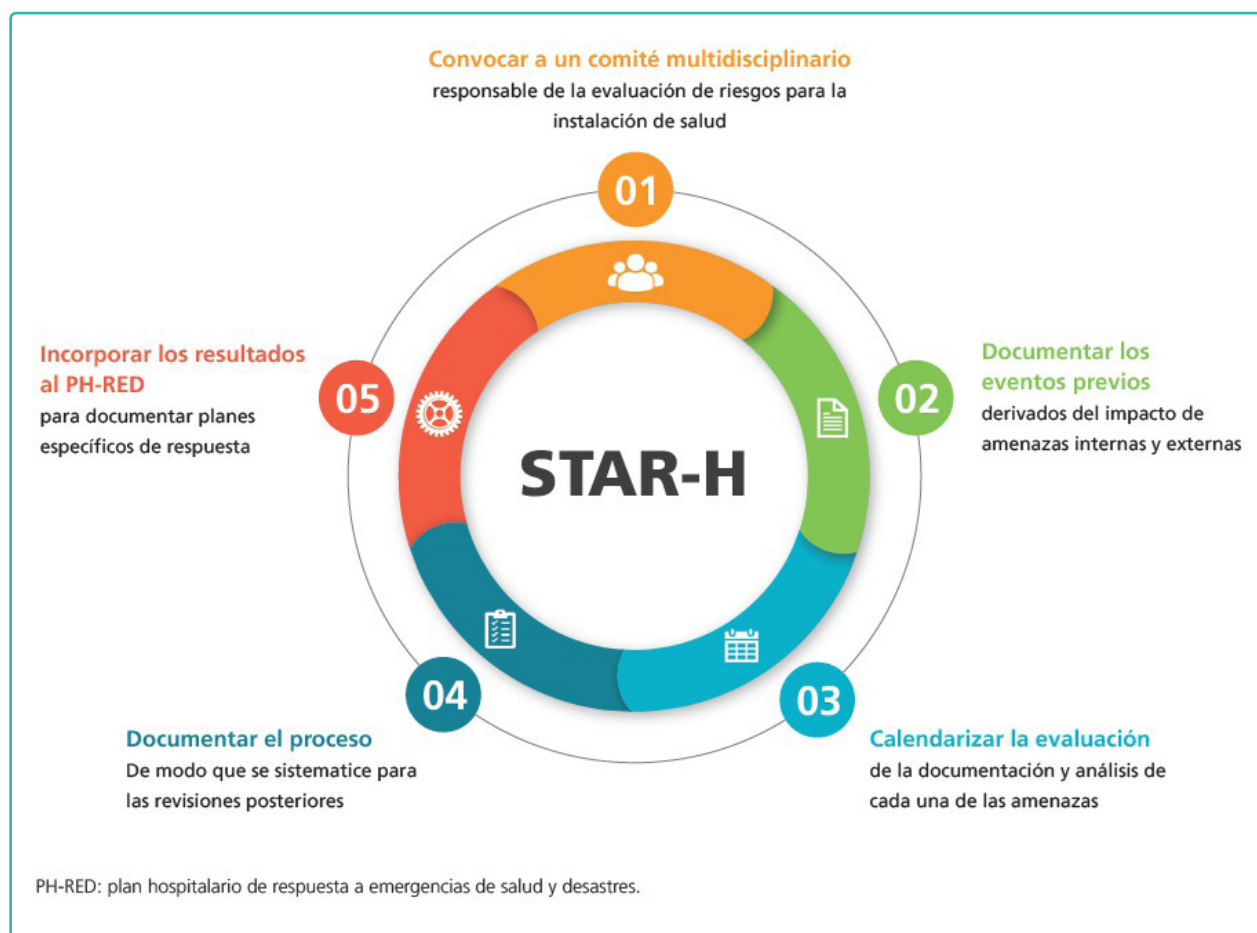 Convocar a un comité multidisciplinario
responsable de la evaluación de riesgos para la
instalación de salud
01
Documentar los
eventos previos
derivados del impacto de
amenazas internas y externas
02
Calendarizar la evaluación
de la documentación y análisis de
cada una de las amenazas
03
Documentar el proceso
De modo que se sistematice para
las revisiones posteriores
04
Incorporar los resultados
al PH-RED
para documentar planes
específicos de respuesta
05
STAR-H
PH-RED: plan hospitalario de respuesta a emergencias de salud y desastres.